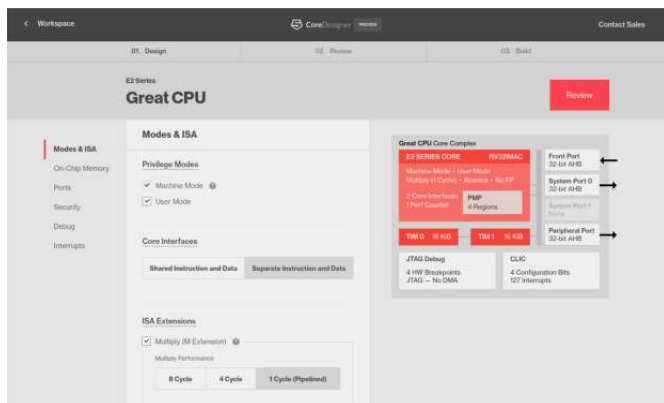 Workspace
CoreDesigner PREVIEW
Contact Sales
01. Design
02. Review
03. Build
E2 Series
Great CPU
Review
Modes & ISA
On-Chip Memory
Ports
Security
Debug
Interrupts
Modes & ISA
Privilege Modes
Machine Mode
User Mode
Core Interfaces
Shared Instruction and Data
Separate Instruction and Data
ISA Extensions
Multiply (M Extension)
Multiply Performance
8 Cycle
4 Cycle
1 Cycle (Pipelined)
Great CPU Core Complex
E2 SERIES CORE RV32IMAC
Machine Mode • User Mode
Multiply (1 Cycle) • Atomics • No FP
2 Core Interfaces
1 Port Counter
PMP
4 Regions
TIM 0 16 KiB
TIM 1 16 KiB
Front Port
32-bit AHB
System Port 0
32-bit AHB
System Port 1
None
Peripheral Port
32-bit AHB
JTAG Debug
4 HW Breakpoints
JTAG – No DMA
CLIC
4 Configuration Bits
127 Interrupts